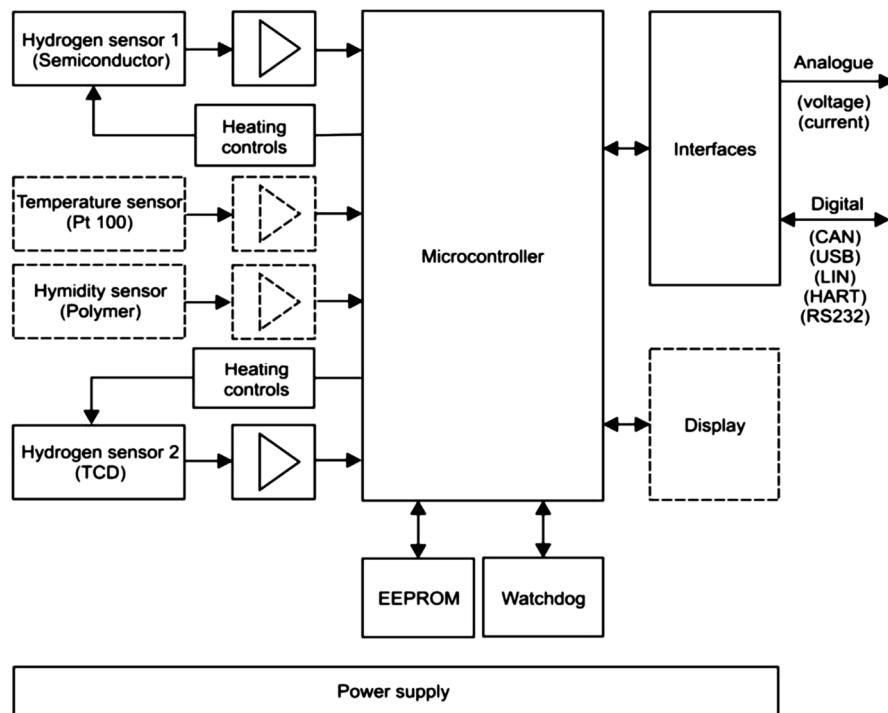 Hydrogen sensor 1
(Semiconductor)
Heating
controls
Temperature sensor
(Pt 100)
Hymidity sensor
(Polymer)
Heating
controls
Hydrogen sensor 2
(TCD)
Microcontroller
Interfaces
Analogue
(voltage)
(current)
Digital
(CAN)
(USB)
(LIN)
(HART)
(RS232)
Display
EEPROM
Watchdog
Power supply